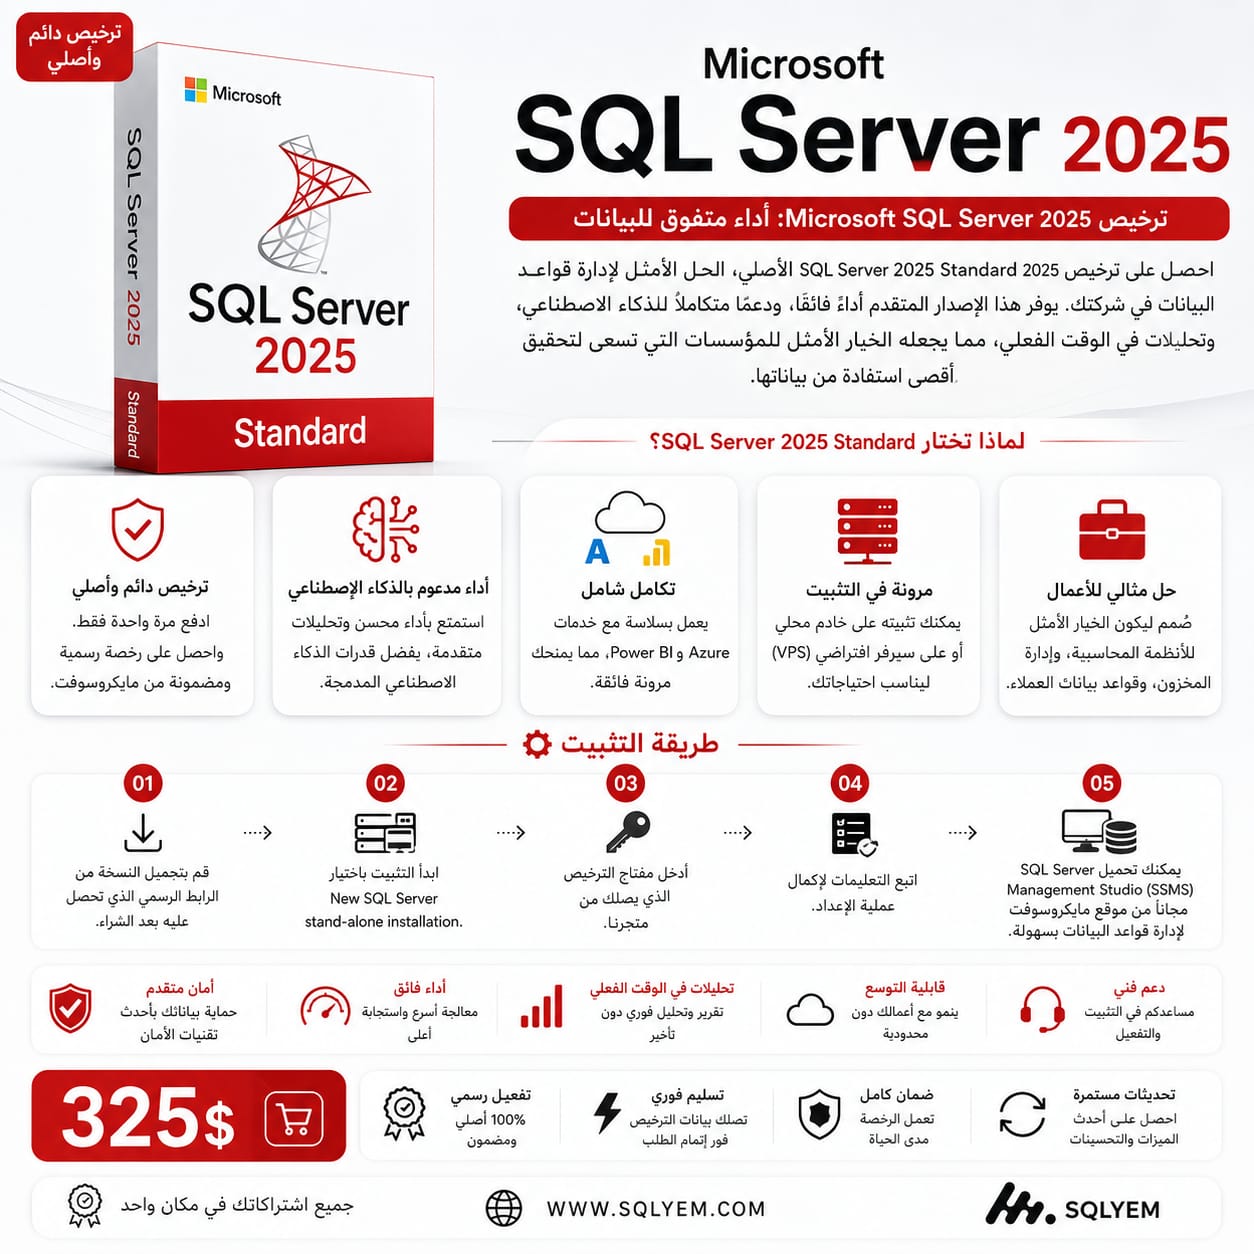 ترخيص دائم
وأصلي
Microsoft
SQL Server
2025
Standard
SQL Server 2025
Standard
Microsoft
SQL Server 2025
ترخيص Microsoft SQL Server 2025: أداء متفوق للبيانات
احصل على ترخيص SQL Server 2025 Standard 2025 الأصلي، الحل الأمثل لإدارة قواعد
البيانات في شركتك. يوفر هذا الإصدار المتقدم أداءً فائقًا، ودعمًا متكاملاً للذكاء الاصطناعي،
وتحليلات في الوقت الفعلي، مما يجعله الخيار الأمثل للمؤسسات التي تسعى لتحقيق
أقصى استفادة من بياناتها.
لماذا تختار SQL Server 2025 Standard؟
حل مثالي للأعمال
صُمم ليكون الخيار الأمثل
للأنظمة المحاسبية، وإدارة
المخزون، وقواعد بيانات العملاء.
مرونة في التثبيت
يمكنك تثبيته على خادم محلي
أو على سيرفر افتراضي (VPS)
ليناسب احتياجاتك.
تكامل شامل
يعمل بسلاسة مع خدمات
Azure و Power BI، مما يمنحك
مرونة فائقة.
أداء مدعوم بالذكاء الإصطناعي
استمتع بأداء محسن وتحليلات
متقدمة، يفضل قدرات الذكاء
الاصطناعي المدمجة.
ترخيص دائم وأصلي
ادفع مرة واحدة فقط.
واحصل على رخصة رسمية
ومضمونة من مايكروسوفت.
طريقة التثبيت
01
قم بتجميل النسخة من
الرابط الرسمي الذي تحصل
عليه بعد الشراء.
02
ابدأ التثبيت باختيار
New SQL Server
stand-alone installation.
03
أدخل مفتاح الترخيص
الذي يصلك من
متجرنا.
04
اتبع التعليمات لإكمال
عملية الإعداد.
05
يمكنك تحميل SQL Server
Management Studio (SSMS)
مجاناً من موقع مايكروسوفت
لإدارة قواعد البيانات بسهولة.
دعم فني
مساعدكم في التثبيت
والتفعيل
قابلية التوسع
ينمو مع أعمالك دون
محدودية
تحليلات في الوقت الفعلي
تقرير وتحليل فوري دون
تأخير
أداء فائق
معالجة أسرع واستجابة
أعلى
أمان متقدم
حماية بياناتك بأحدث
تقنيات الأمان
تحديثات مستمرة
احصل على أحدث
الميزات والتحسينات
ضمان كامل
تعمل الرخصة
مدى الحياة
تسليم فوري
تصلك بيانات الترخيص
فور إتمام الطلب
تفعيل رسمي
100% أصلي
ومضمون
325$
SQLYEM
WWW.SQLYEM.COM
جميع اشتراكاتك في مكان واحد